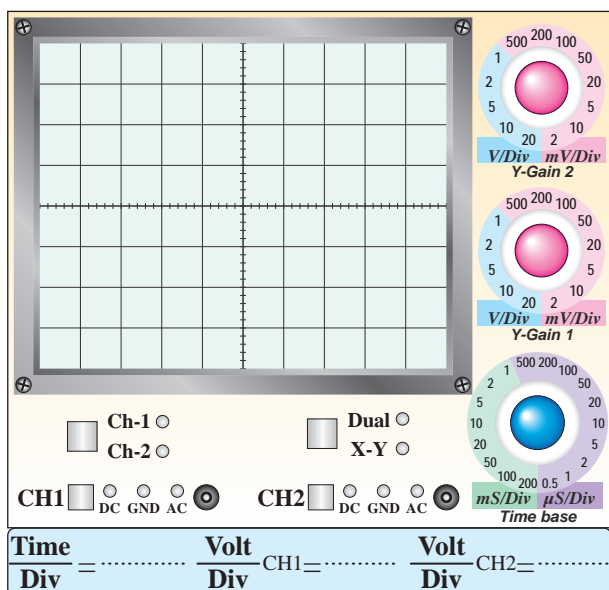 500 200 100
1 50
2 20
5 5
10 10
20 2
V/Div mV/Div
Y-Gain 2
500 200 100
1 50
2 20
5 5
10 10
20 2
V/Div mV/Div
Y-Gain 1
500 200
1 100
2 50
5 20
10 10
20 5
50 2
100 200 0.5 1
mS/Div µS/Div
Time base
Ch-1
Ch-2
Dual
X-Y
CH1 DC GND AC
CH2 DC GND AC
Time/Div = ............ Volt/Div CH1= ............ Volt/Div CH2= ............